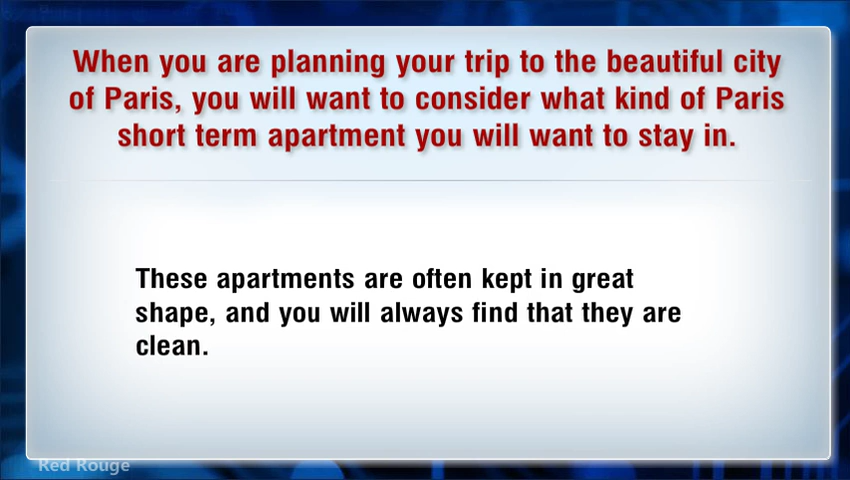 When you are planning your trip to the beautiful city
of Paris, you will want to consider what kind of Paris
short term apartment you will want to stay in.
These apartments are often kept in great
shape, and you will always find that they are
clean.
Red Rouge